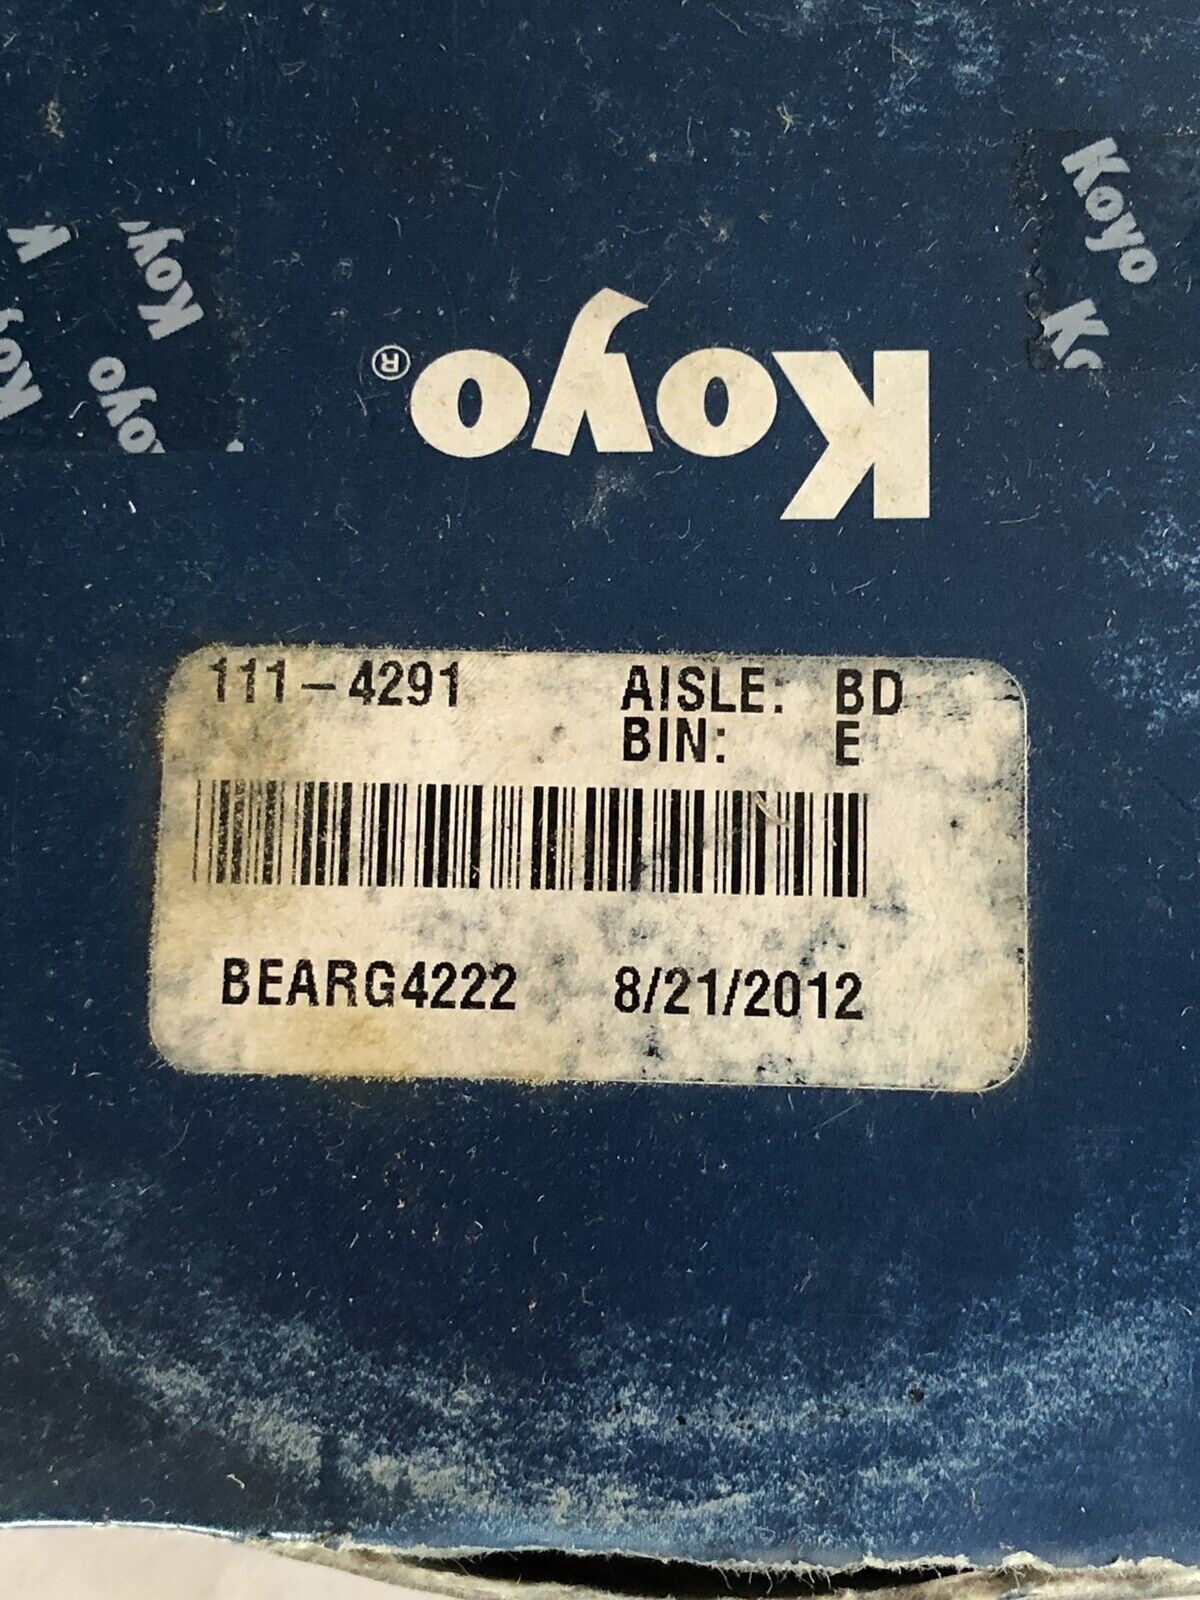 Koyo
Koyo
Koyo
Koyo®
111-4291 AISLE: BD
BIN: E
BEARG4222 8/21/2012